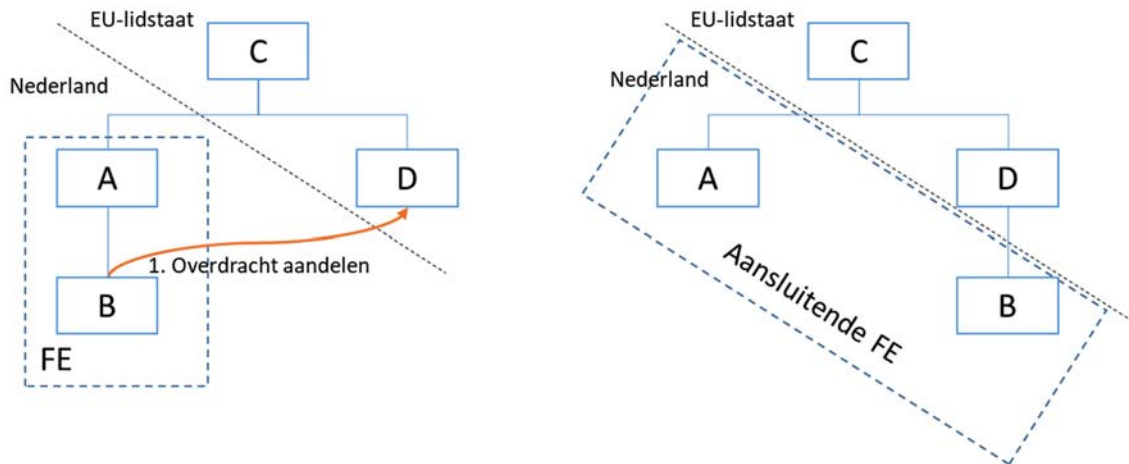 EU-lidstaat
C
Nederland
A
D
1. Overdracht aandelen
B
FE
EU-lidstaat
C
Nederland
A
D
Aansluitende FE
B